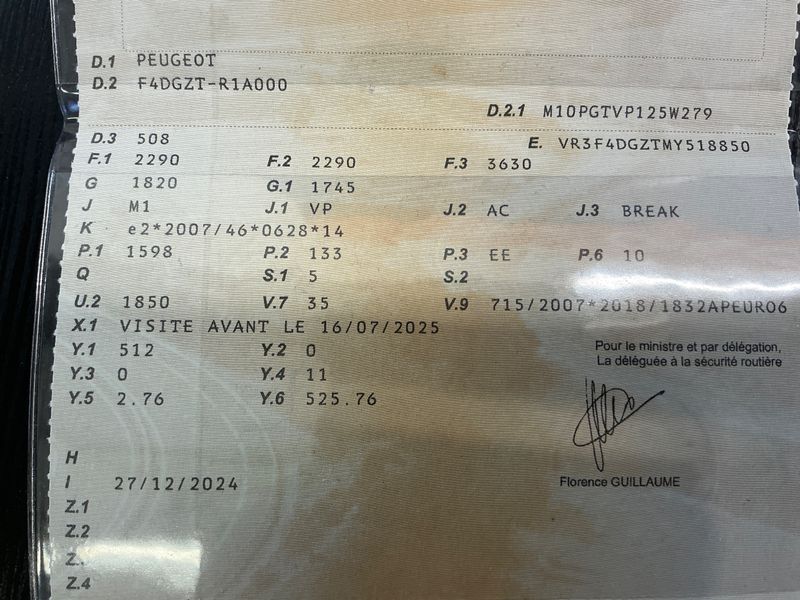 D.1 PEUGEOT
D.2 F4DGZT-R1A000
D.2.1 M10PGTVP125W279
D.3 508
E. VR3F4DGZTMY518850
F.1 2290 F.2 2290 F.3 3630
G 1820 G.1 1745
J M1 J.1 VP J.2 AC J.3 BREAK
K e2*2007/46*0628*14
P.1 1598 P.2 133 P.3 EE P.6 10
Q S.1 5 S.2
U.2 1850 V.7 35 V.9 715/2007*2018/1832APEURO6
X.1 VISITE AVANT LE 16/07/2025
Y.1 512 Y.2 0
Y.3 0 Y.4 11
Y.5 2.76 Y.6 525.76
Pour le ministre et par délégation,
La déléguée à la sécurité routière
Florence GUILLAUME
H
I 27/12/2024
Z.1
Z.2
Z.
Z.4